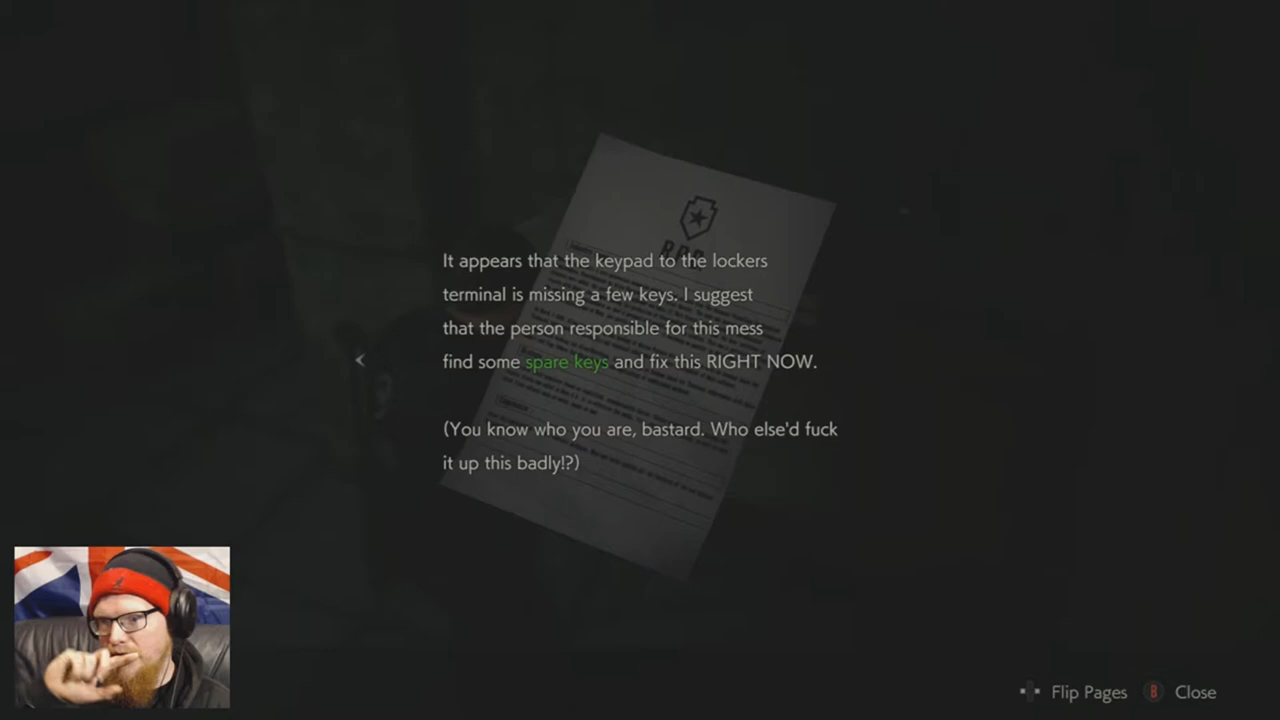 It appears that the keypad to the lockers
terminal is missing a few keys. I suggest
that the person responsible for this mess
find some spare keys and fix this RIGHT NOW.
(You know who you are, bastard. Who else'd fuck
it up this badly!?)
Flip Pages B Close